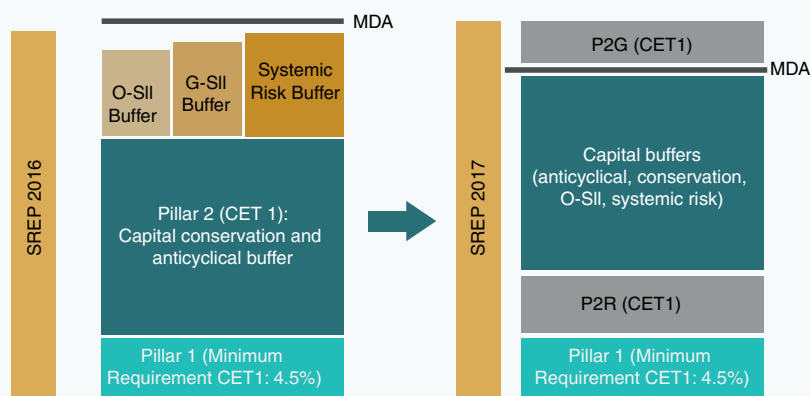 SREP 2016
MDA
O-SII
Buffer
G-SII
Buffer
Systemic
Risk Buffer
Pillar 2 (CET 1):
Capital conservation and
anticyclical buffer
Pillar 1 (Minimum
Requirement CET1: 4.5%)
SREP 2017
P2G (CET1)
MDA
Capital buffers
(anticyclical, conservation,
O-SII, systemic risk)
P2R (CET1)
Pillar 1 (Minimum
Requirement CET1: 4.5%)